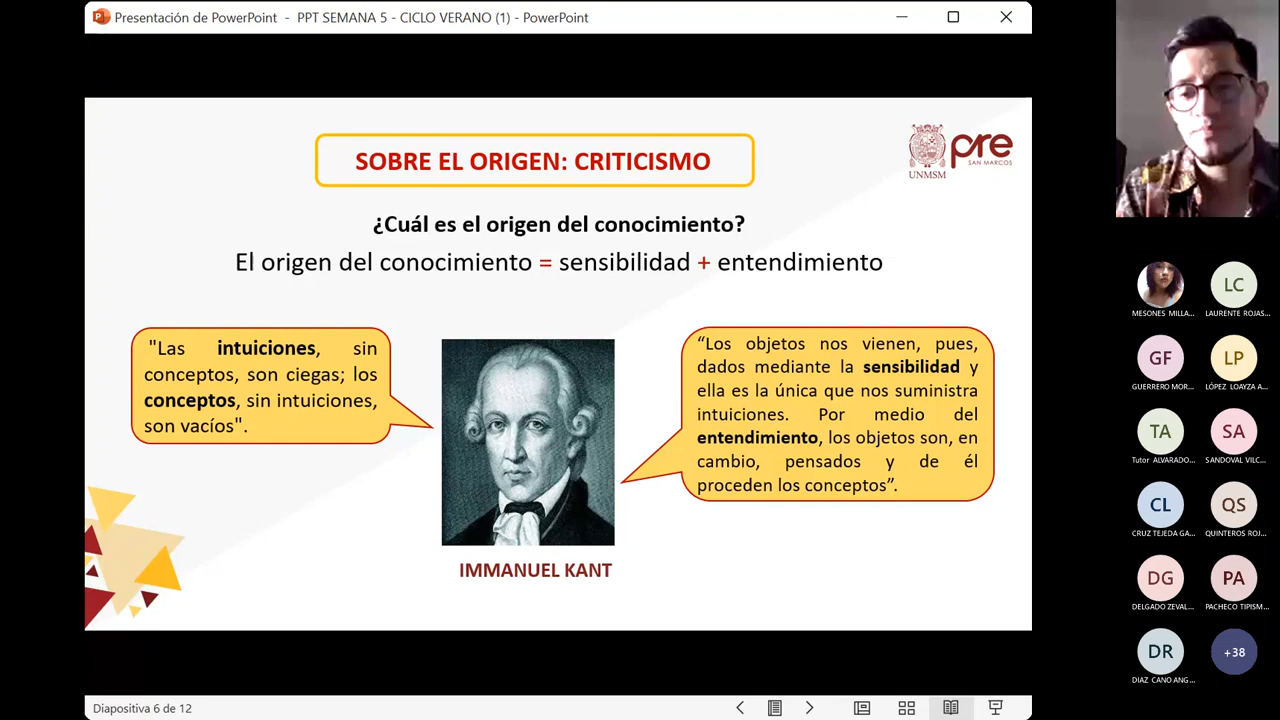 Presentación de PowerPoint - PPT SEMANA 5 - CICLO VERANO (1) - PowerPoint
SOBRE EL ORIGEN: CRITICISMO
UNMSM
pre
SAN MARCOS
¿Cuál es el origen del conocimiento?
El origen del conocimiento = sensibilidad + entendimiento
"Las intuiciones, sin
conceptos, son ciegas; los
conceptos, sin intuiciones,
son vacíos".
“Los objetos nos vienen, pues,
dados mediante la sensibilidad y
ella es la única que nos suministra
intuiciones. Por medio del
entendimiento, los objetos son, en
cambio, pensados y de él
proceden los conceptos”.
IMMANUEL KANT
Diapositiva 6 de 12
MESONES MILLA...
LC
LAURENTE ROJAS...
GF
GUERRERO MOR...
LP
LÓPEZ LOAYZA A...
TA
Tutor ALVARADO...
SA
SANDOVAL VILC...
CL
CRUZ TEJEDA GA...
QS
QUINTEROS ROJ...
DG
DELGADO ZEVAL...
PA
PACHECO TIPISM...
DR
DIAZ CANO ANG...
+38